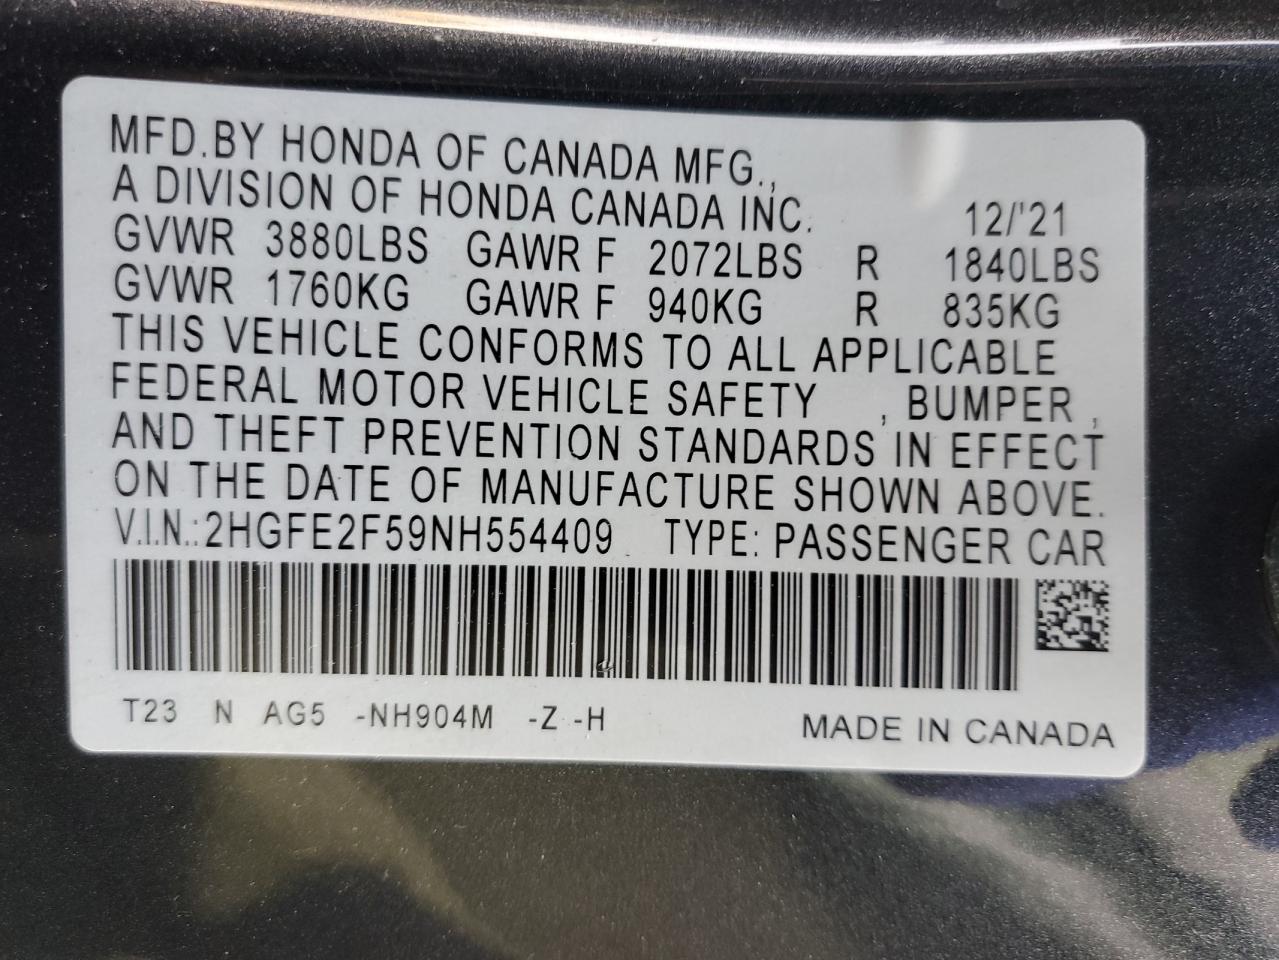 MFD.BY HONDA OF CANADA MFG.,
A DIVISION OF HONDA CANADA INC. 12/'21
GVWR 3880LBS GAWR F 2072LBS R 1840LBS
GVWR 1760KG GAWR F 940KG R 835KG
THIS VEHICLE CONFORMS TO ALL APPLICABLE
FEDERAL MOTOR VEHICLE SAFETY , BUMPER ,
AND THEFT PREVENTION STANDARDS IN EFFECT
ON THE DATE OF MANUFACTURE SHOWN ABOVE.
V.I.N.:2HGFE2F59NH554409 TYPE: PASSENGER CAR
T23 N AG5 -NH904M -Z -H MADE IN CANADA